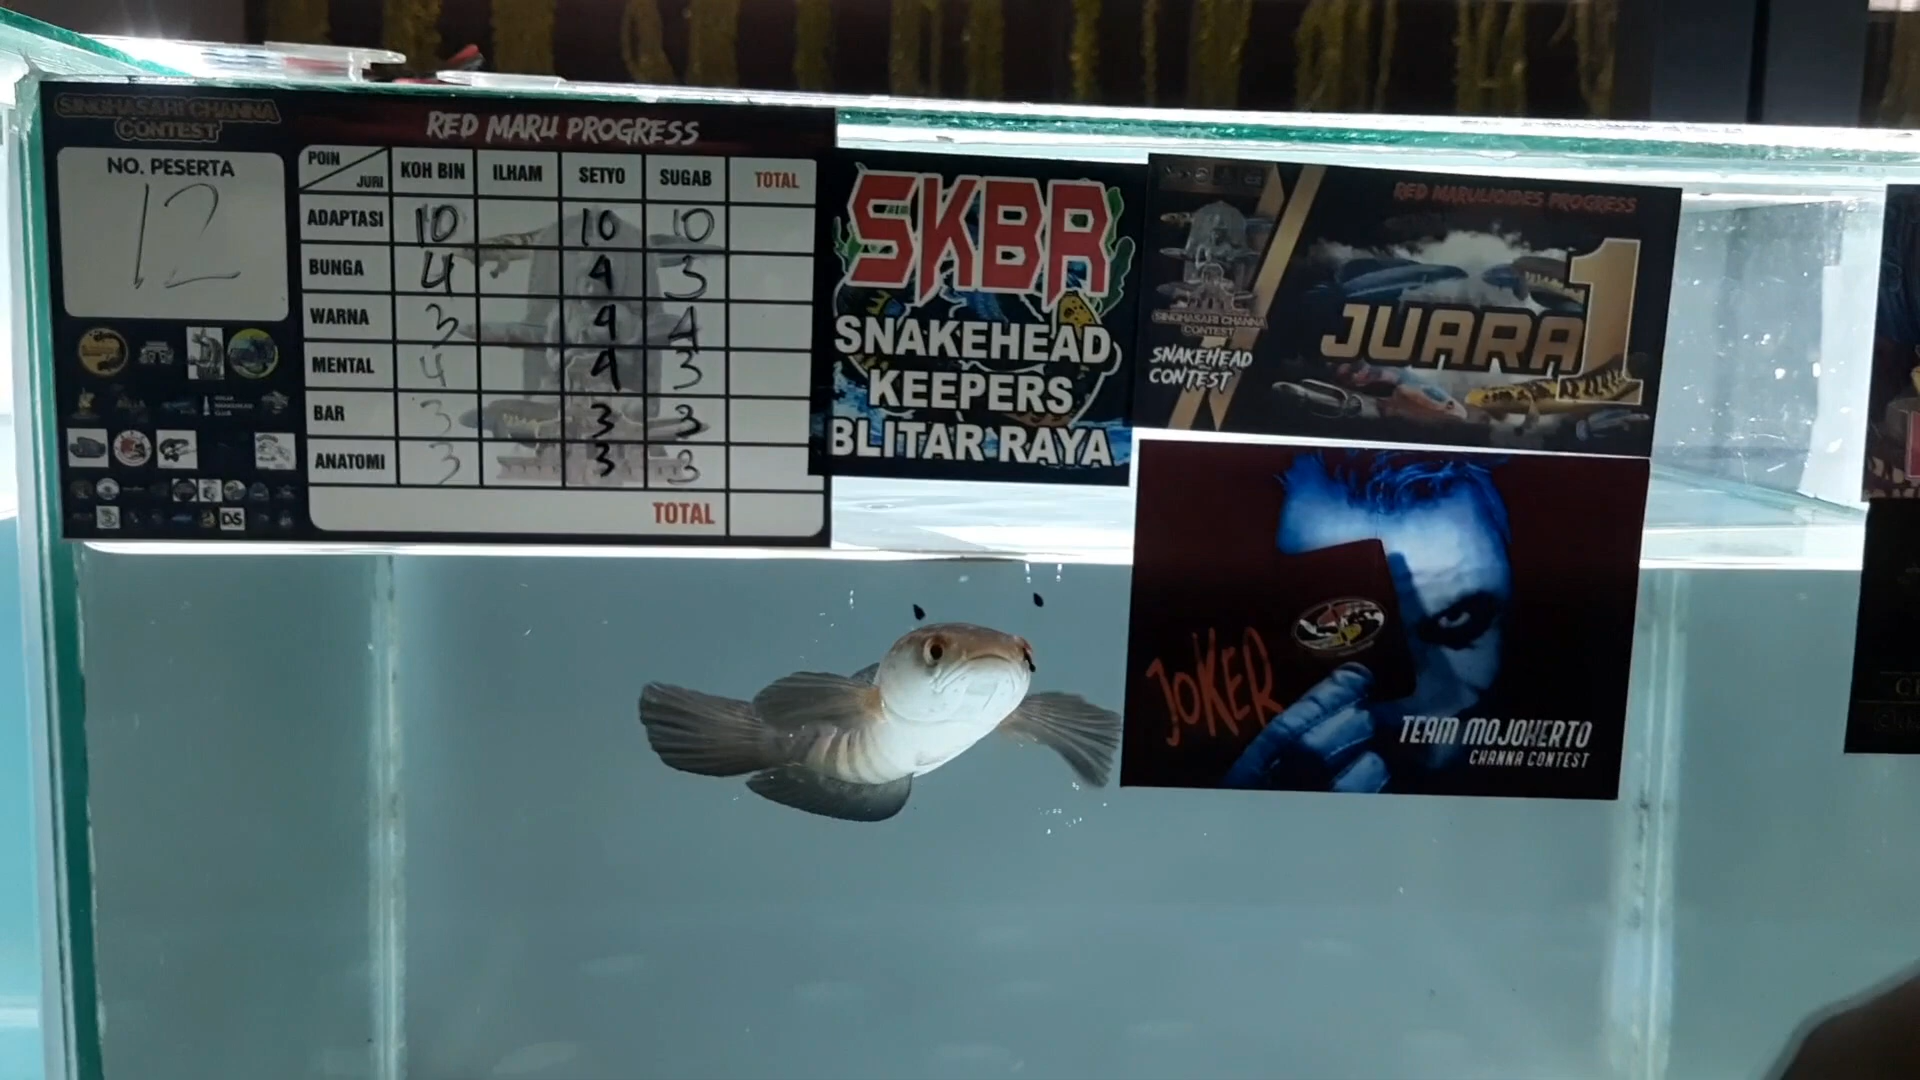 SINGHASARI CHANNA
CONTEST
NO. PESERTA
12
RED MARU PROGRESS
POIN JURI KOH BIN ILHAM SETYO SUGAB TOTAL
ADAPTASI 10 10 10
BUNGA 4 4 3
WARNA 3 4 4
MENTAL 4 4 3
BAR 3 3 3
ANATOMI 3 3 3
TOTAL
DS
SKBR
SNAKEHEAD
KEEPERS
BLITAR RAYA
RED MARULIOIDES PROGRESS
SINGHASARI CHANNA
CONTEST
SNAKEHEAD
CONTEST
JUARA 1
JOKER
TEAM MOJOKERTO
CHANNA CONTEST